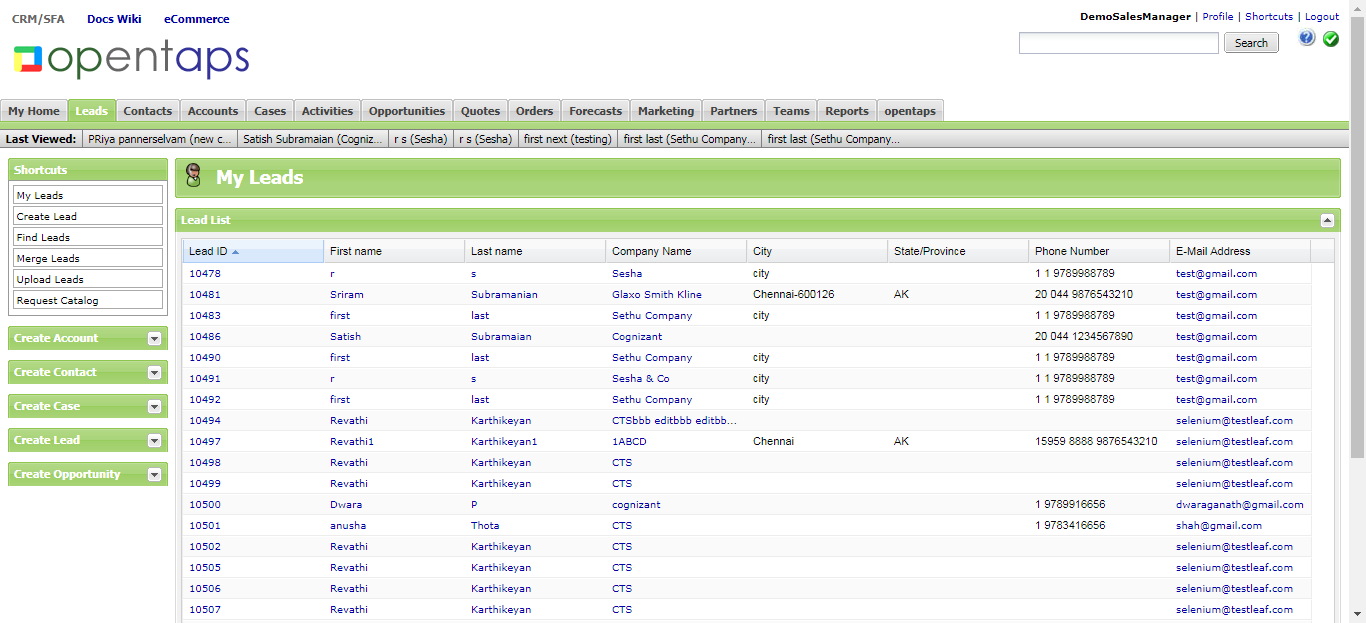 CRM/SFA Docs Wiki eCommerce
DemoSalesManager | Profile | Shortcuts | Logout
opentaps
Search
My Home Leads Contacts Accounts Cases Activities Opportunities Quotes Orders Forecasts Marketing Partners Teams Reports opentaps
Last Viewed: PRiya pannerselvam (new c... Satish Subramaian (Cogniz... r s (Sesha) r s (Sesha) first next (testing) first last (Sethu Company... first last (Sethu Company...
Shortcuts
My Leads
Create Lead
Find Leads
Merge Leads
Upload Leads
Request Catalog
Create Account
Create Contact
Create Case
Create Lead
Create Opportunity
My Leads
Lead List
Lead ID First name Last name Company Name City State/Province Phone Number E-Mail Address
10478 r s Sesha city 1 1 9789988789 test@gmail.com
10481 Sriram Subramanian Glaxo Smith Kline Chennai-600126 AK 20 044 9876543210 test@gmail.com
10483 first last Sethu Company city 1 1 9789988789 test@gmail.com
10486 Satish Subramaian Cognizant 20 044 1234567890 test@gmail.com
10490 first last Sethu Company city 1 1 9789988789 test@gmail.com
10491 r s Sesha & Co city 1 1 9789988789 test@gmail.com
10492 first last Sethu Company city 1 1 9789988789 test@gmail.com
10494 Revathi Karthikeyan CTSbbb editbbb editbb... selenium@testleaf.com
10497 Revathi1 Karthikeyan1 1ABCD Chennai AK 15959 8888 9876543210 selenium@testleaf.com
10498 Revathi Karthikeyan CTS selenium@testleaf.com
10499 Revathi Karthikeyan CTS selenium@testleaf.com
10500 Dwara P cognizant 1 9789916656 dwaraganath@gmail.com
10501 anusha Thota CTS 1 9783416656 shah@gmail.com
10502 Revathi Karthikeyan CTS selenium@testleaf.com
10505 Revathi Karthikeyan CTS selenium@testleaf.com
10506 Revathi Karthikeyan CTS selenium@testleaf.com
10507 Revathi Karthikeyan CTS selenium@testleaf.com